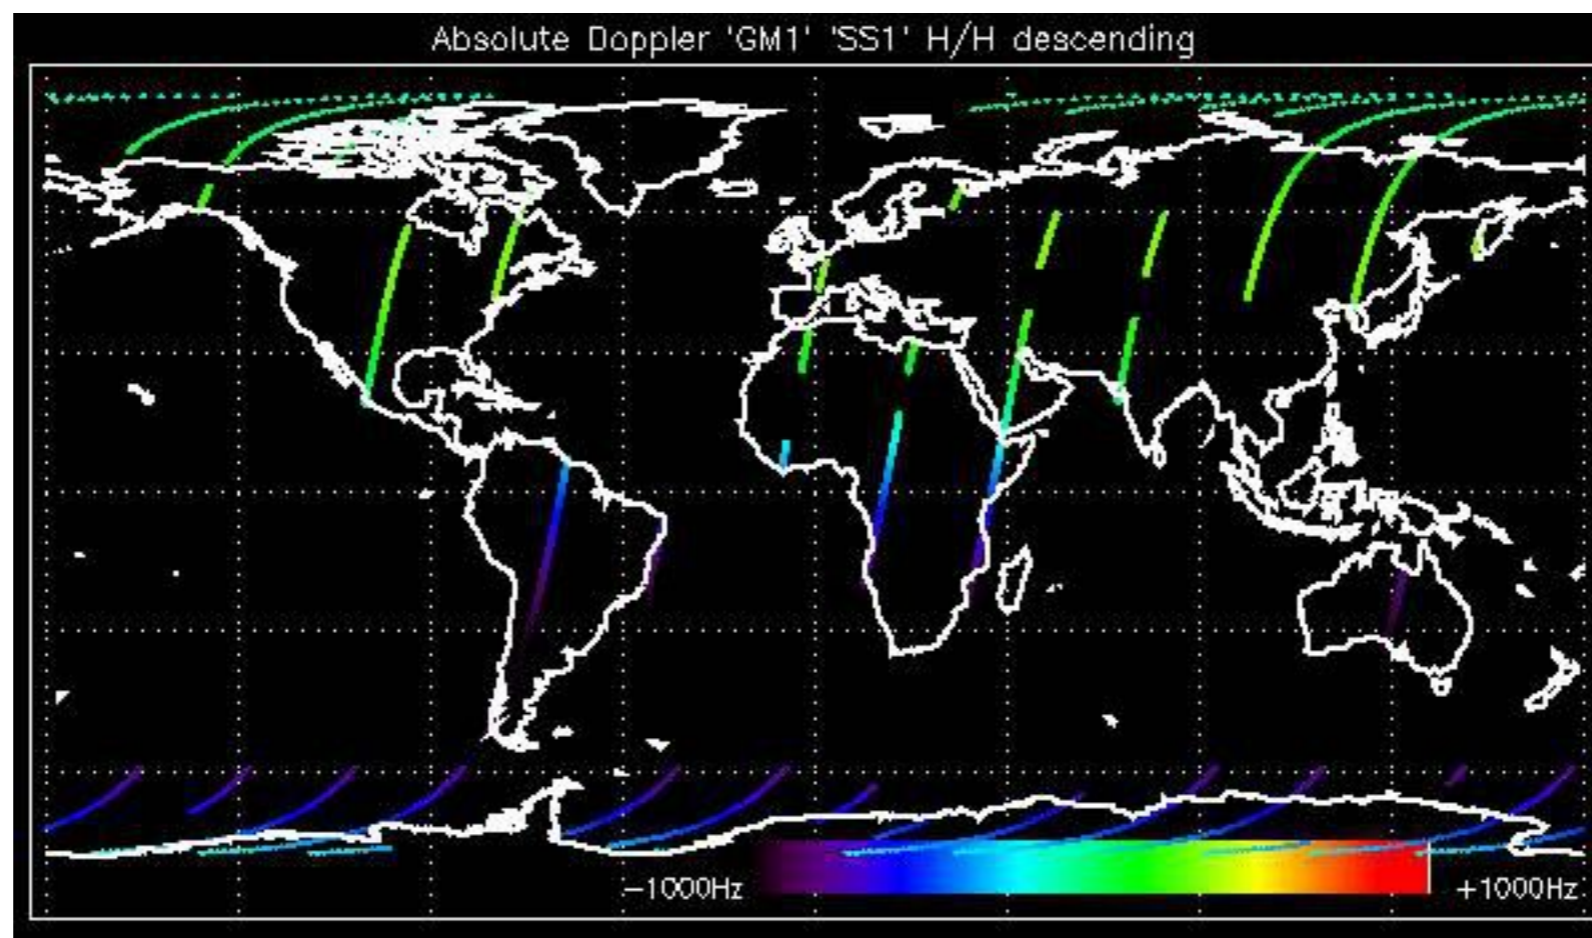 Absolute Doppler 'GM1' 'SS1' H/H descending
−1000Hz
+1000Hz